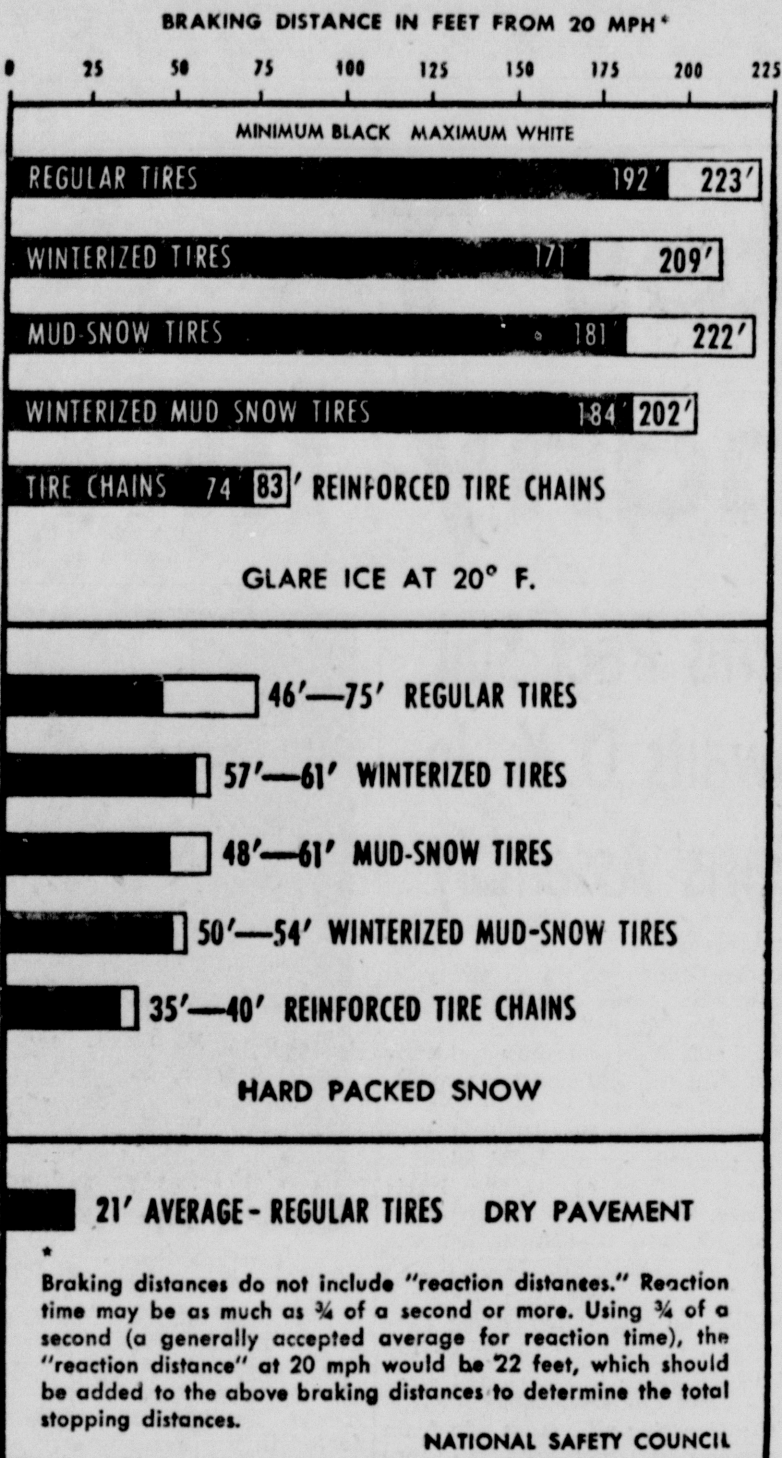 BRAKING DISTANCE IN FEET FROM 20 MPH*
0 25 50 75 100 125 150 175 200 225
MINIMUM BLACK MAXIMUM WHITE
REGULAR TIRES 192' 223'
WINTERIZED TIRES 171' 209'
MUD-SNOW TIRES 181' 222'
WINTERIZED MUD SNOW TIRES 184' 202'
TIRE CHAINS 74' 83' REINFORCED TIRE CHAINS
GLARE ICE AT 20° F.
46'—75' REGULAR TIRES
57'—61' WINTERIZED TIRES
48'—61' MUD-SNOW TIRES
50'—54' WINTERIZED MUD-SNOW TIRES
35'—40' REINFORCED TIRE CHAINS
HARD PACKED SNOW
21' AVERAGE - REGULAR TIRES DRY PAVEMENT
*
Braking distances do not include "reaction distances." Reaction
time may be as much as ¾ of a second or more. Using ¾ of a
second (a generally accepted average for reaction time), the
"reaction distance" at 20 mph would be 22 feet, which should
be added to the above braking distances to determine the total
stopping distances.
NATIONAL SAFETY COUNCIL